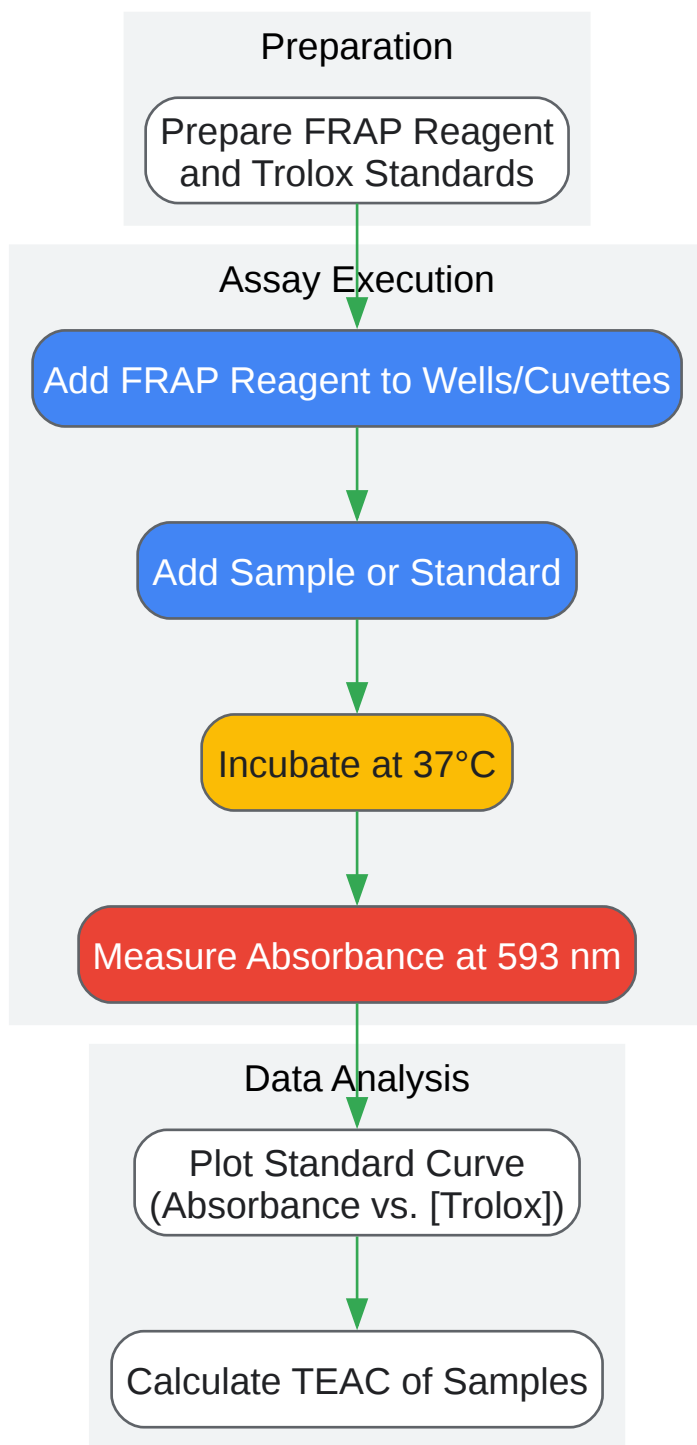 Preparation
Prepare FRAP Reagent
and Trolox Standards
Assay Execution
Add FRAP Reagent to Wells/Cuvettes
Add Sample or Standard
Incubate at 37°C
Measure Absorbance at 593 nm
Data Analysis
Plot Standard Curve
(Absorbance vs. [Trolox])
Calculate TEAC of Samples